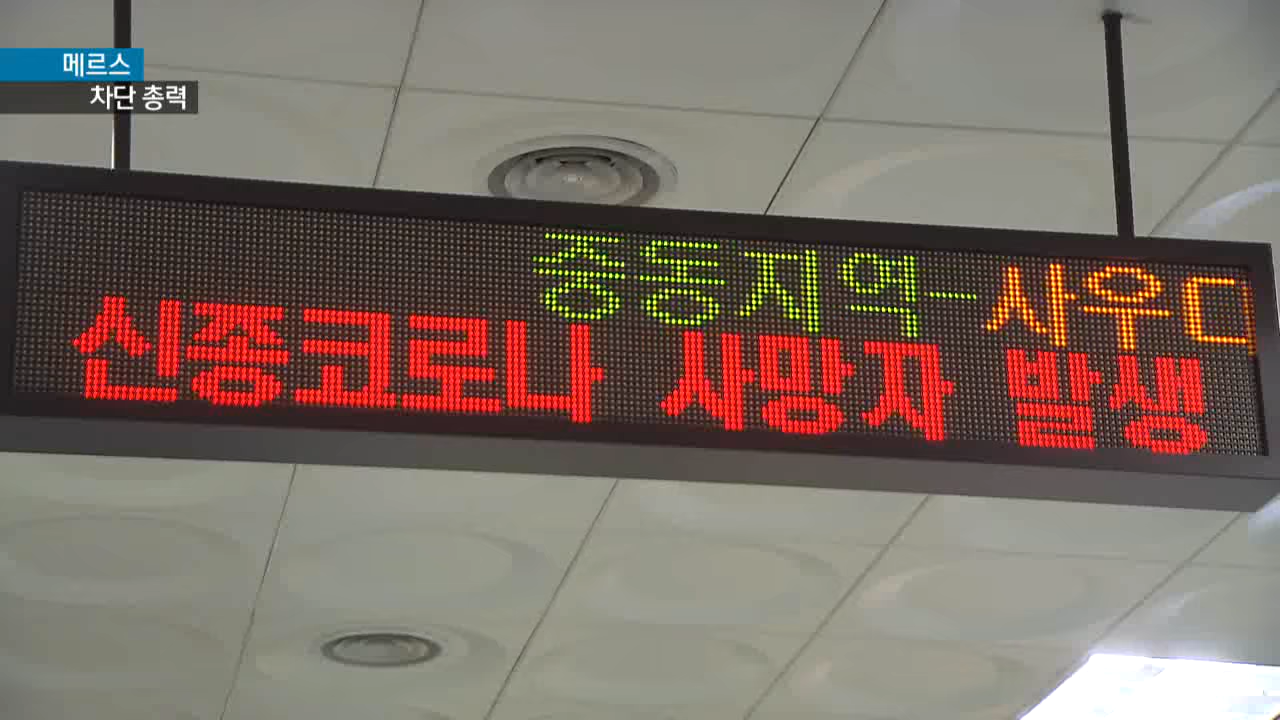 메르스
차단 총력
중동지역-사우디
신종코로나 사망자 발생